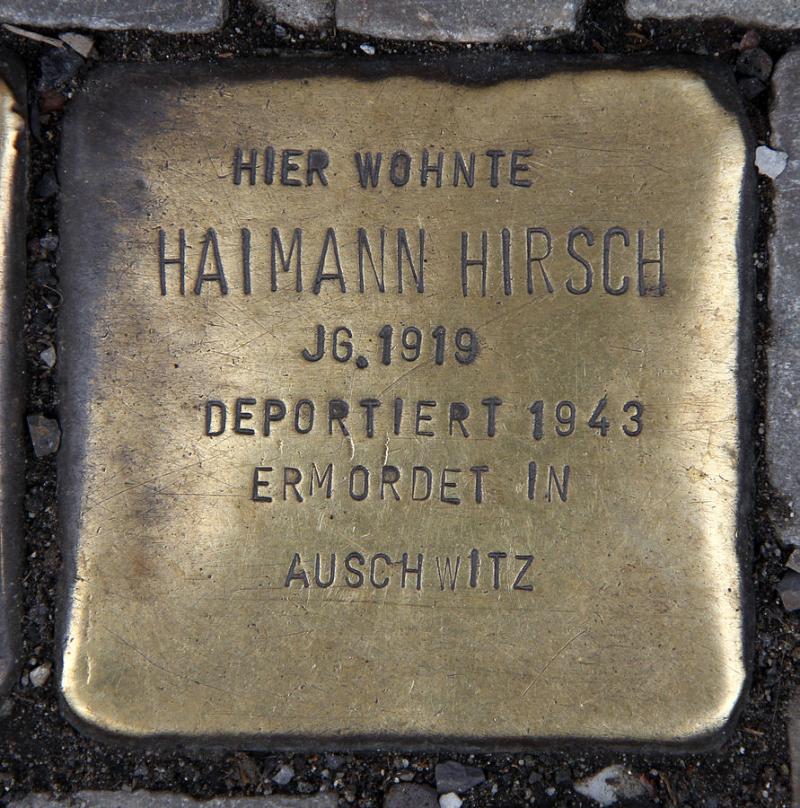 HIER WOHNTE
HAIMANN HIRSCH
JG. 1919
DEPORTIERT 1943
ERMORDET IN
AUSCHWITZ